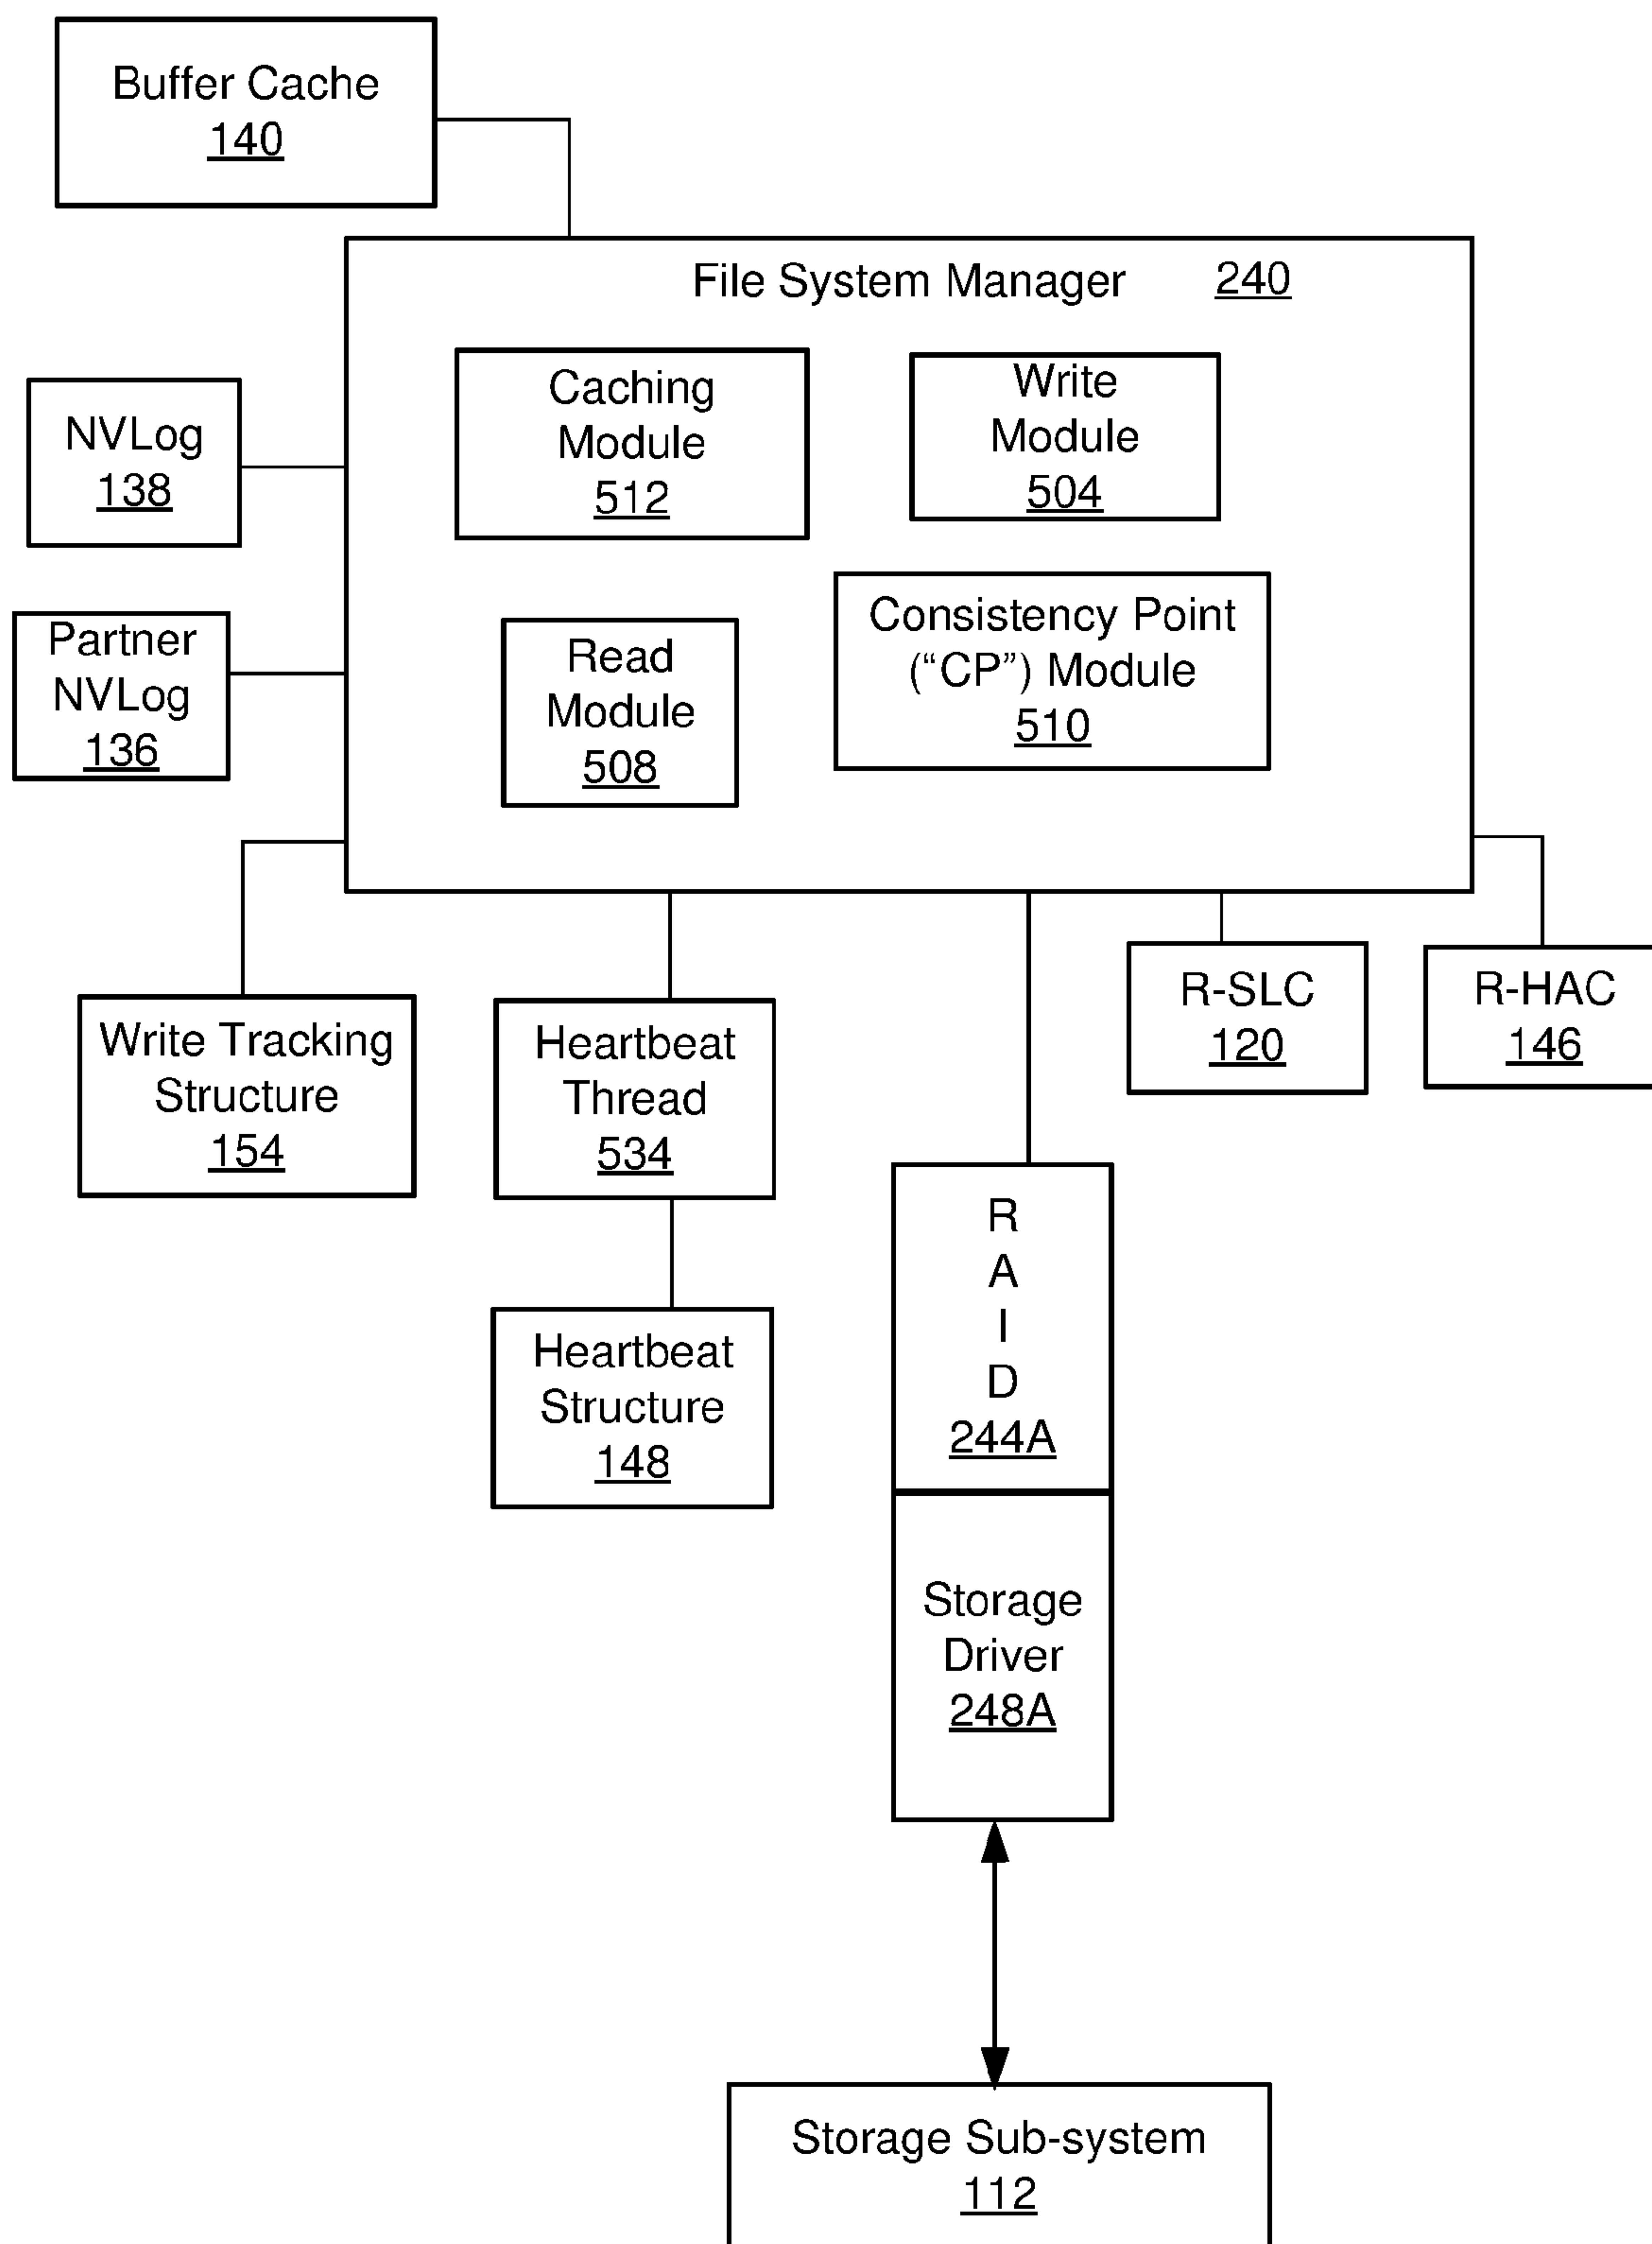 Buffer Cache
140
File System Manager 240
Caching
Module
512
Write
Module
504
NVLog
138
Consistency Point
(“CP”) Module
510
Partner
NVLog
136
Read
Module
508
R-SLC
120
R-HAC
146
Write Tracking
Structure
154
Heartbeat
Thread
534
R
A
I
D
244A
Heartbeat
Structure
148
Storage
Driver
248A
Storage Sub-system
112